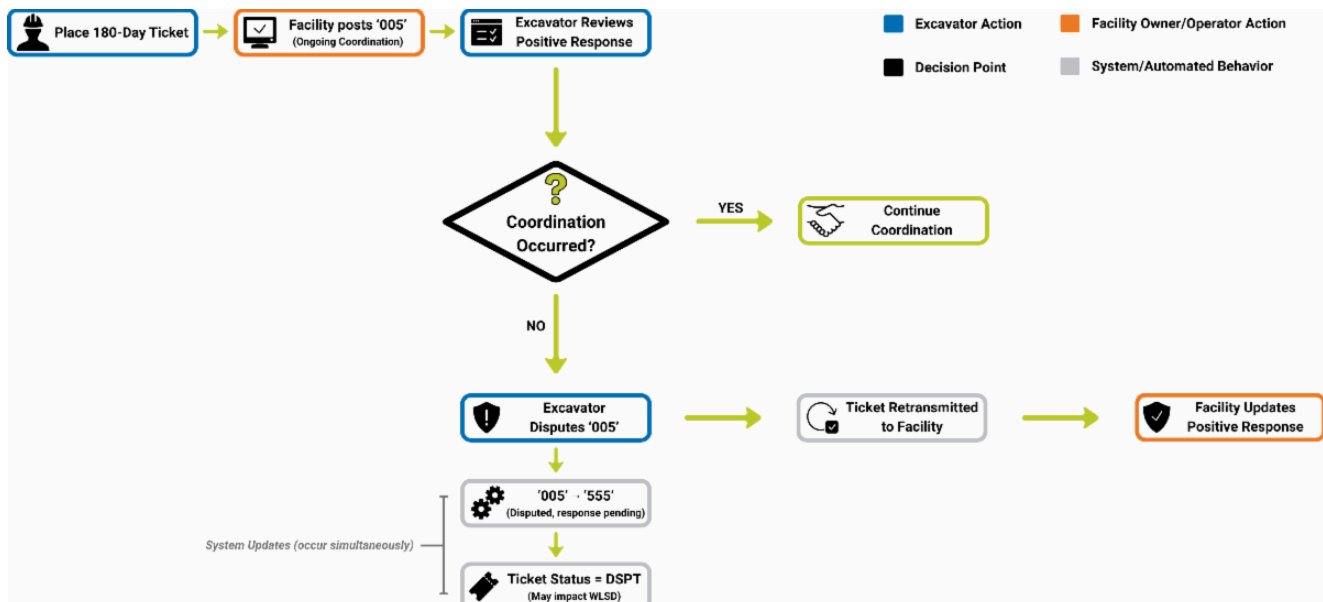 Place 180-Day Ticket
Facility posts ‘005’
(Ongoing Coordination)
Excavator Reviews
Positive Response
Excavator Action
Facility Owner/Operator Action
Decision Point
System/Automated Behavior
?
Coordination
Occurred?
YES
Continue
Coordination
NO
Excavator
Disputes ‘005’
Ticket Retransmitted
to Facility
Facility Updates
Positive Response
‘005’ → ‘555’
(Disputed, response pending)
System Updates (occur simultaneously)
Ticket Status = DSPT
(May impact WLSD)